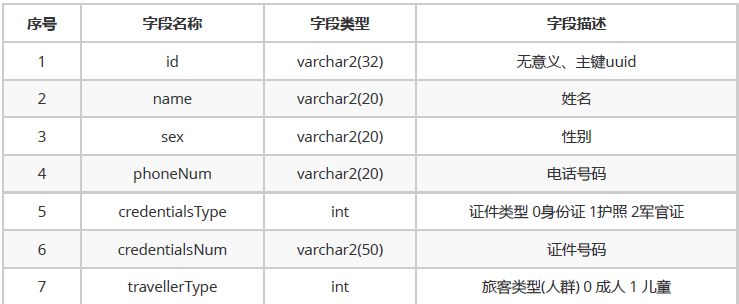 序号 字段名称 字段类型 字段描述
1 id varchar2(32) 无意义、主键uuid
2 name varchar2(20) 姓名
3 sex varchar2(20) 性别
4 phoneNum varchar2(20) 电话号码
5 credentialsType int 证件类型 0身份证 1护照 2军官证
6 credentialsNum varchar2(50) 证件号码
7 travellerType int 旅客类型(人群) 0 成人 1 儿童